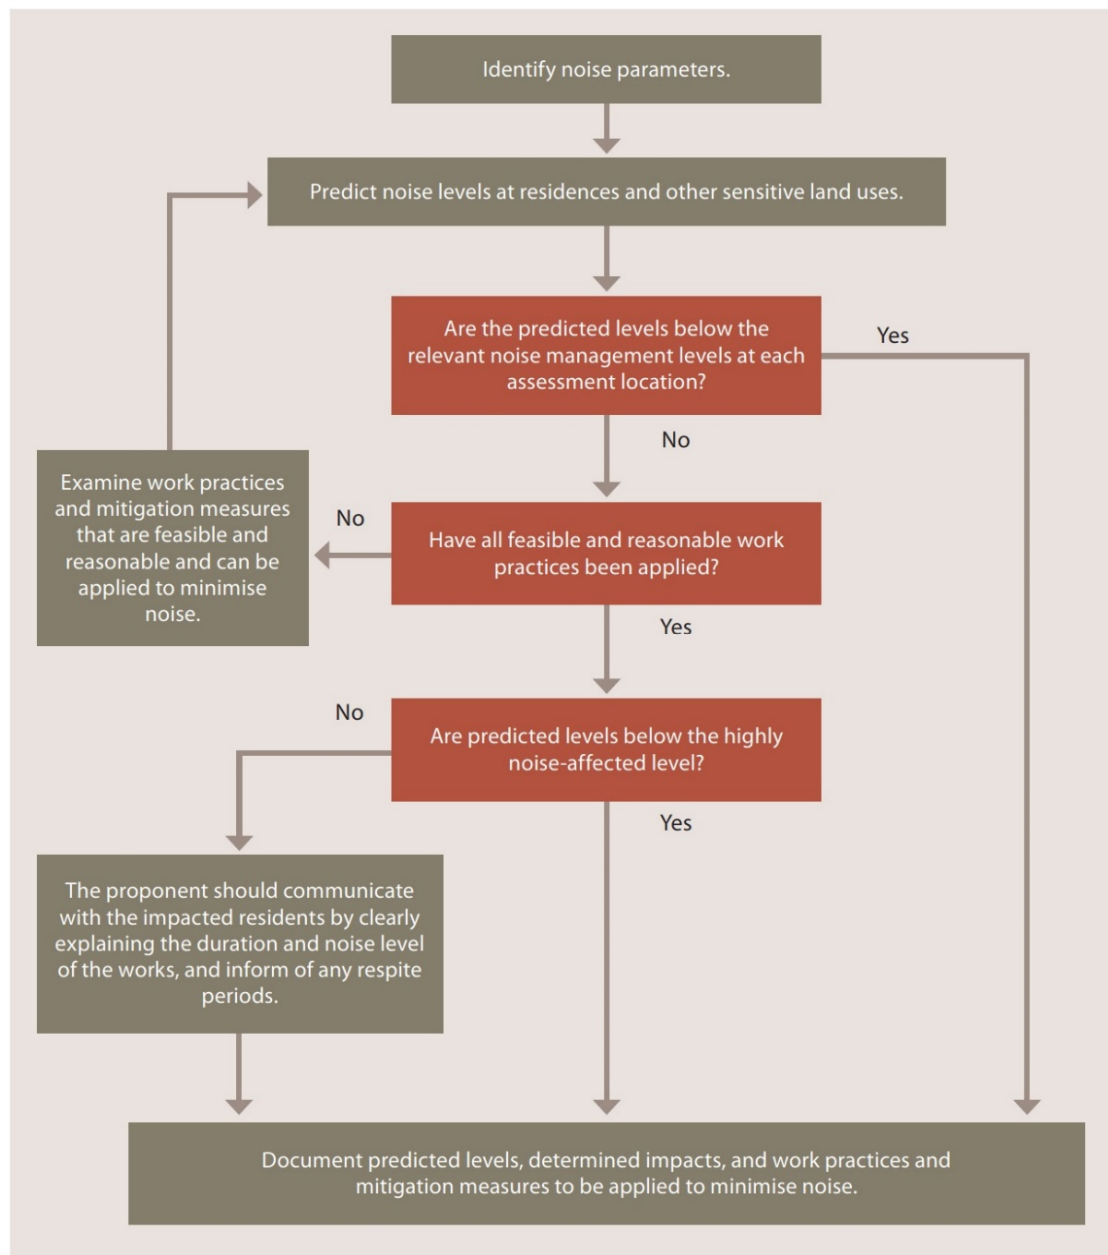 Identify noise parameters.
Predict noise levels at residences and other sensitive land uses.
Are the predicted levels below the
relevant noise management levels at each
assessment location?
Yes
No
Examine work practices
and mitigation measures
that are feasible and
reasonable and can be
applied to minimise
noise.
No
Have all feasible and reasonable work
practices been applied?
Yes
No
Are predicted levels below the highly
noise-affected level?
Yes
The proponent should communicate
with the impacted residents by clearly
explaining the duration and noise level
of the works, and inform of any respite
periods.
Document predicted levels, determined impacts, and work practices and
mitigation measures to be applied to minimise noise.